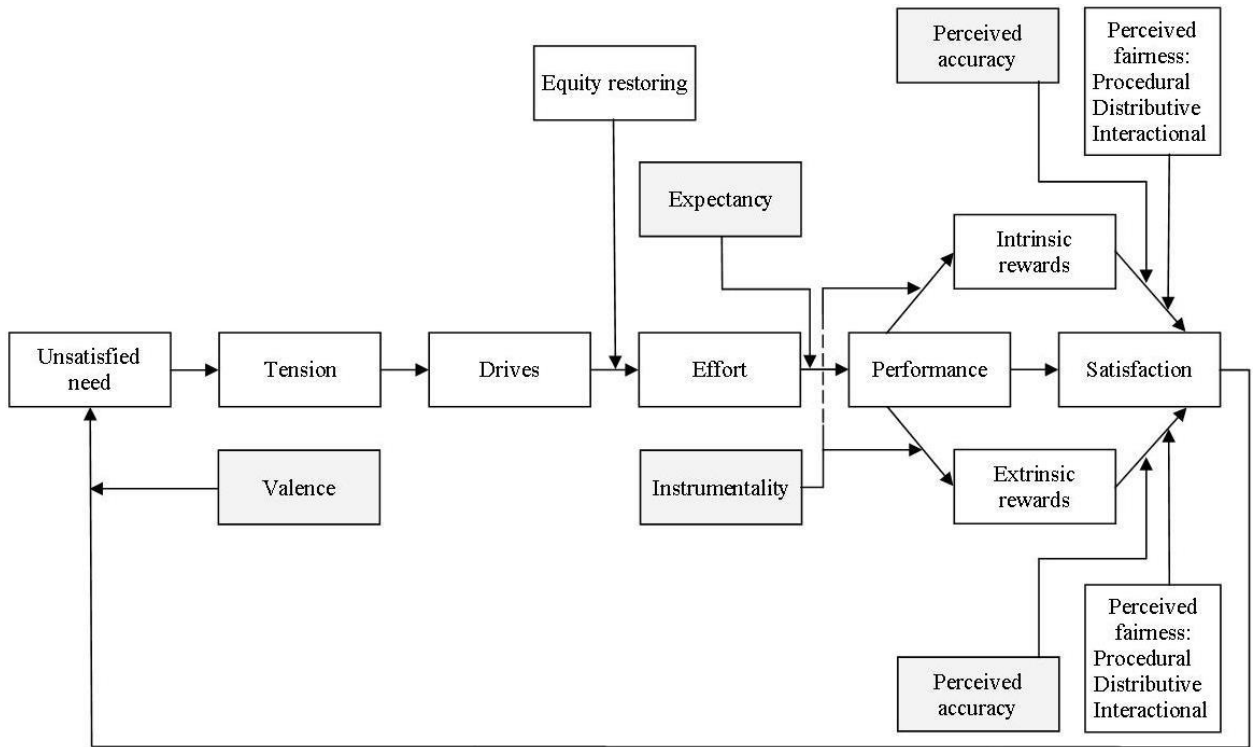 Perceived
accuracy
Perceived
fairness:
Procedural
Distributive
Interactional
Equity restoring
Expectancy
Intrinsic
rewards
Unsatisfied
need
Tension
Drives
Effort
Performance
Satisfaction
Valence
Instrumentality
Extrinsic
rewards
Perceived
accuracy
Perceived
fairness:
Procedural
Distributive
Interactional